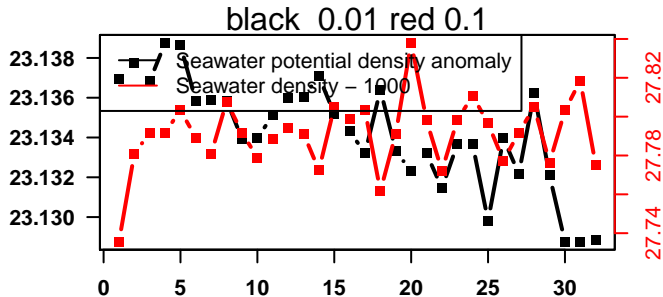 black 0.01 red 0.1
Seawater potential density anomaly
Seawater density − 1000
23.138
23.136
23.134
23.132
23.130
27.82
27.78
27.74
0 5 10 15 20 25 30